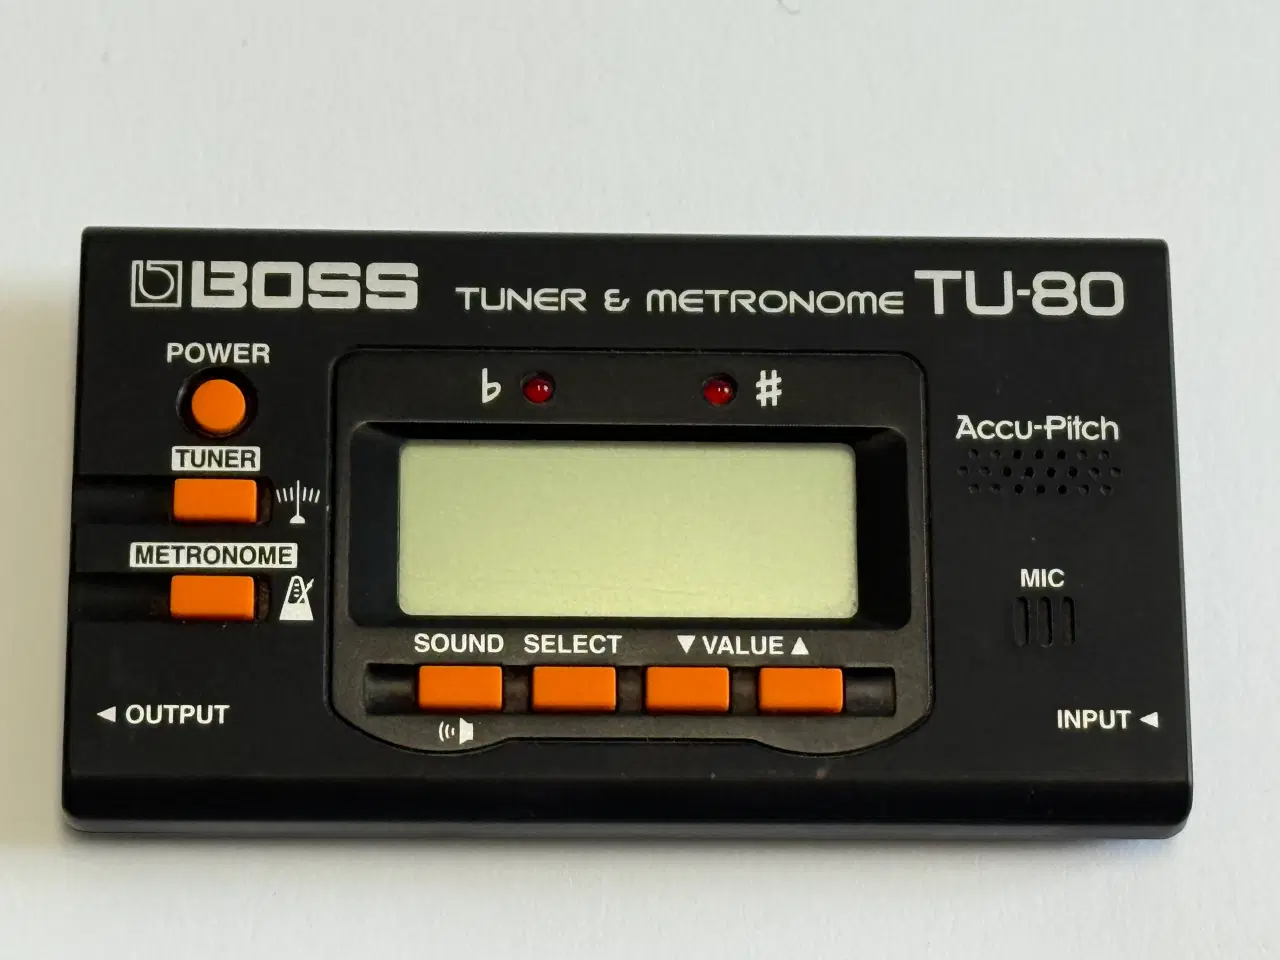 BOSS TUNER & METRONOME TU-80
POWER
♭ ♯
TUNER
METRONOME
Accu-Pitch
MIC
SOUND SELECT ▼ VALUE ▲
◀ OUTPUT
INPUT ◀